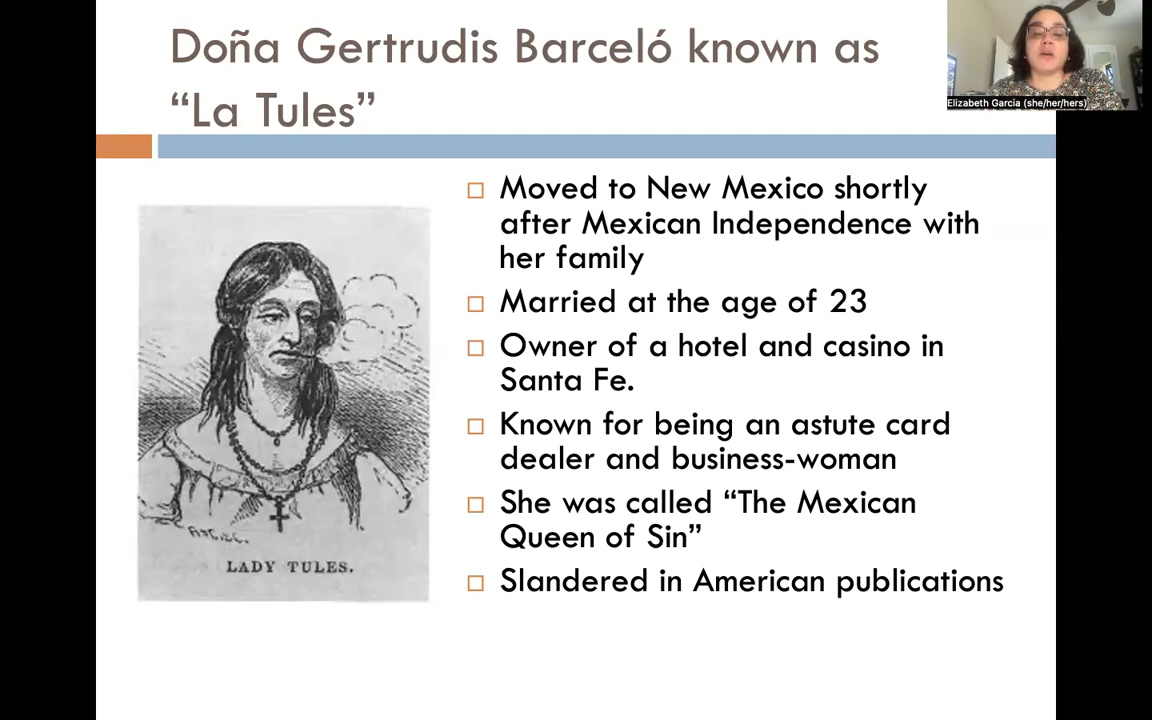 Doña Gertrudis Barceló known as
“La Tules”
Elizabeth Garcia (she/her/hers)
Moved to New Mexico shortly
after Mexican Independence with
her family
Married at the age of 23
Owner of a hotel and casino in
Santa Fe.
Known for being an astute card
dealer and business-woman
She was called “The Mexican
Queen of Sin”
Slandered in American publications
LADY TULES.